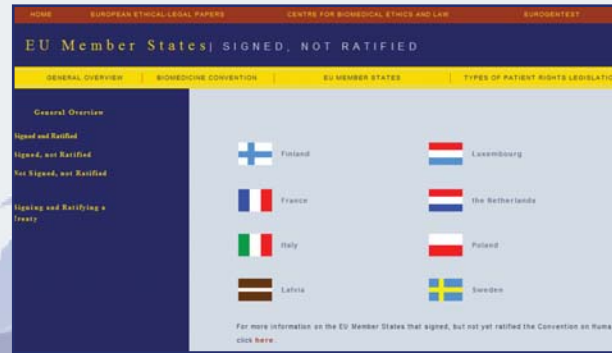 HOME EUROPEAN ETHICAL-LEGAL PAPERS CENTRE FOR BIOMEDICAL ETHICS AND LAW EUROGENTEST
EU Member States| SIGNED, NOT RATIFIED
GENERAL OVERVIEW | BIOMEDICINE CONVENTION | EU MEMBER STATES | TYPES OF PATIENT RIGHTS LEGISLATIO
General Overview
Signed and Ratified
Signed, not Ratified
Not Signed, not Ratified
Signing and Ratifying a
Treaty
Finland Luxembourg
France the Netherlands
Italy Poland
Latvia Sweden
For more information on the EU Member States that signed, but not yet ratified the Convention on Huma
click here.